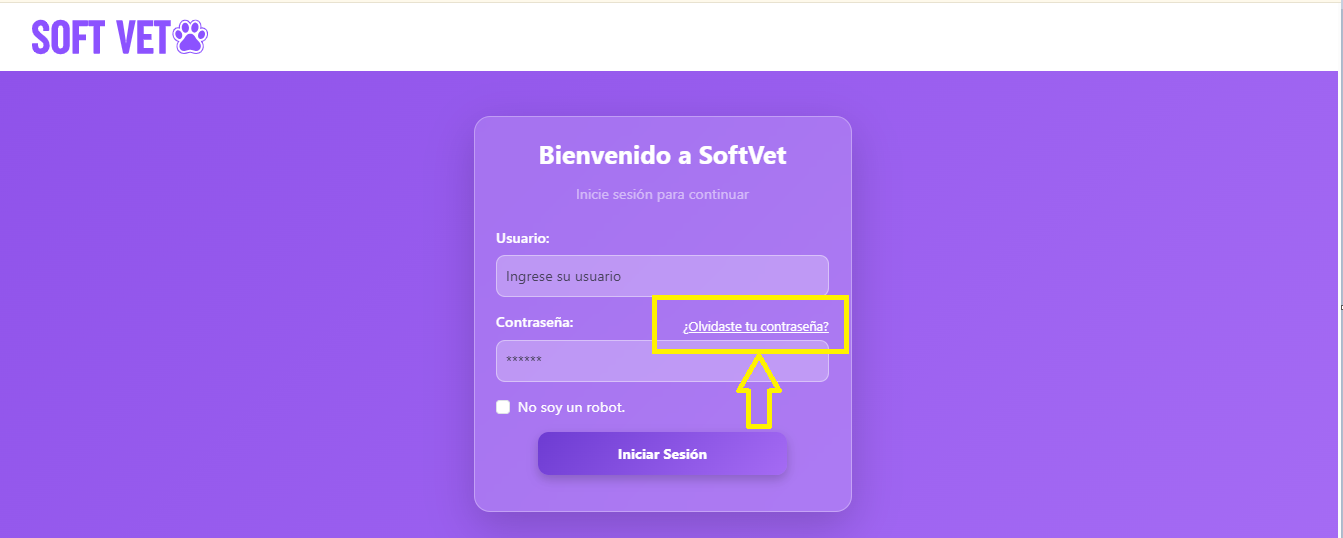 SOFT VET
Bienvenido a SoftVet
Inicie sesión para continuar
Usuario:
Ingrese su usuario
Contraseña:
¿Olvidaste tu contraseña?
******
No soy un robot.
Iniciar Sesión